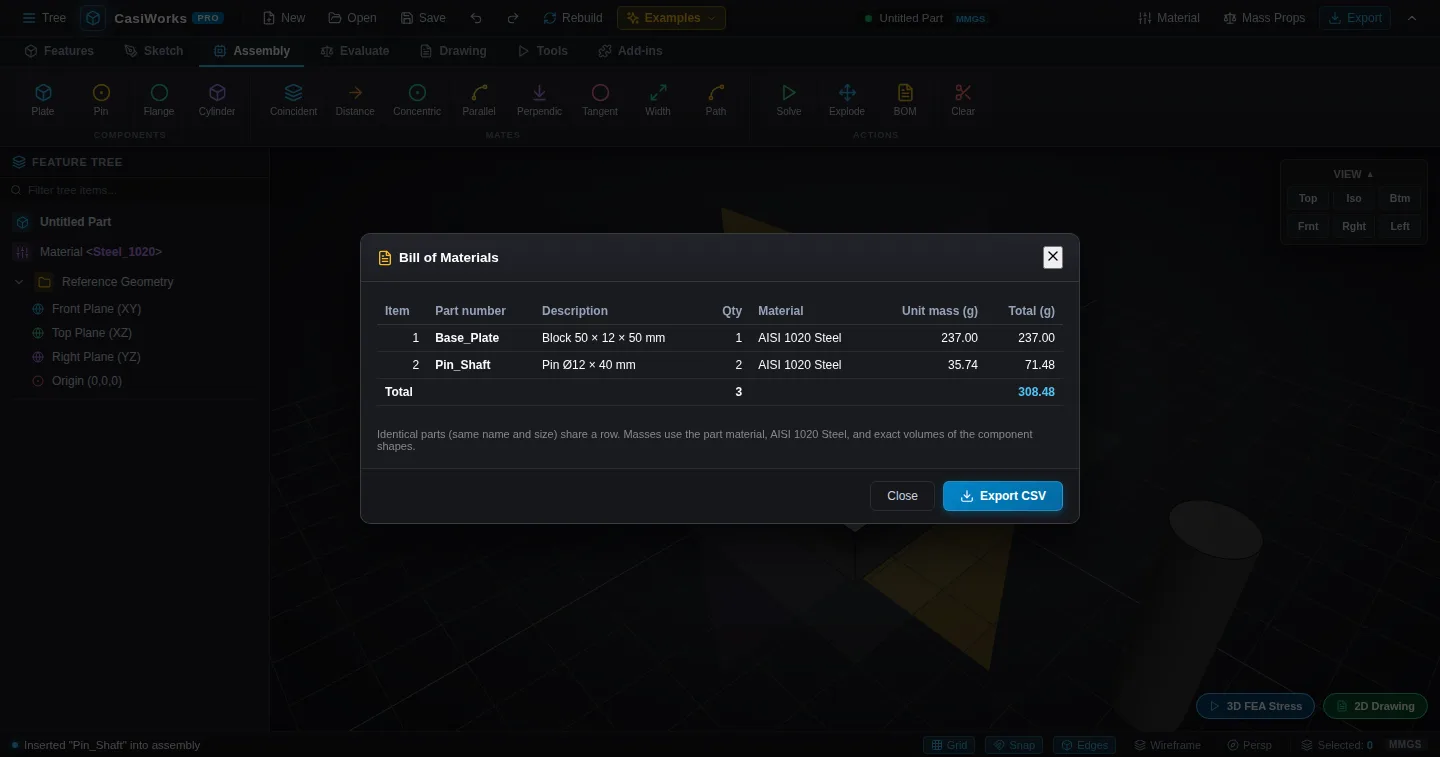 Tree CasiWorks PRO New Open Save Rebuild Examples Untitled Part MMGS Material Mass Props Export
Features Sketch Assembly Evaluate Drawing Tools Add-ins
Plate Pin Flange Cylinder Coincident Distance Concentric Parallel Perpendic Tangent Width Path Solve Explode BOM Clear
COMPONENTS MATES ACTIONS
FEATURE TREE
Filter tree items...
Untitled Part
Material <Steel_1020>
Reference Geometry
Front Plane (XY)
Top Plane (XZ)
Right Plane (YZ)
Origin (0,0,0)
VIEW ▲
Top Iso Btm
Frnt Rght Left
Bill of Materials
Item Part number Description Qty Material Unit mass (g) Total (g)
1 Base_Plate Block 50 × 12 × 50 mm 1 AISI 1020 Steel 237.00 237.00
2 Pin_Shaft Pin Ø12 × 40 mm 2 AISI 1020 Steel 35.74 71.48
Total 3 308.48
Identical parts (same name and size) share a row. Masses use the part material, AISI 1020 Steel, and exact volumes of the component
shapes.
Close Export CSV
3D FEA Stress 2D Drawing
Inserted "Pin_Shaft" into assembly Grid Snap Edges Wireframe Persp Selected: 0 MMGS